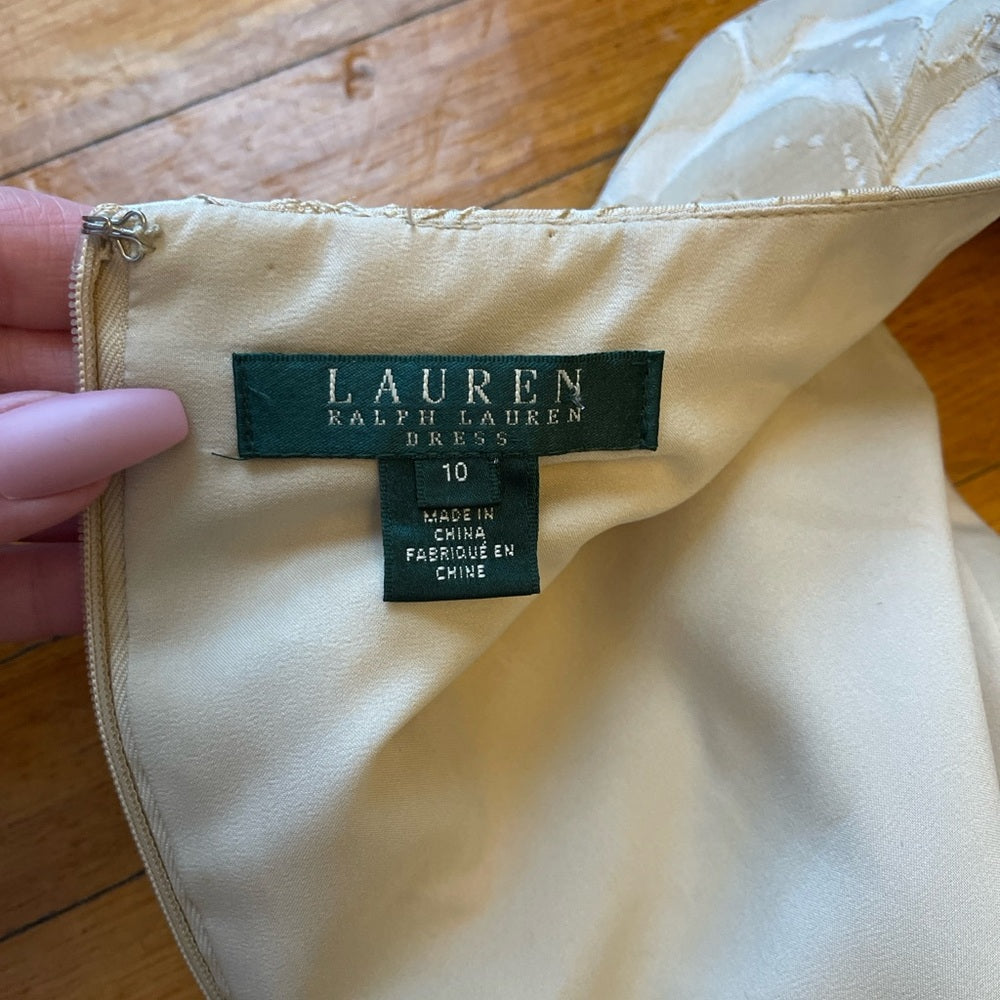 LAUREN
RALPH LAUREN
DRESS
10
MADE IN
CHINA
FABRIQUÉ EN
CHINE